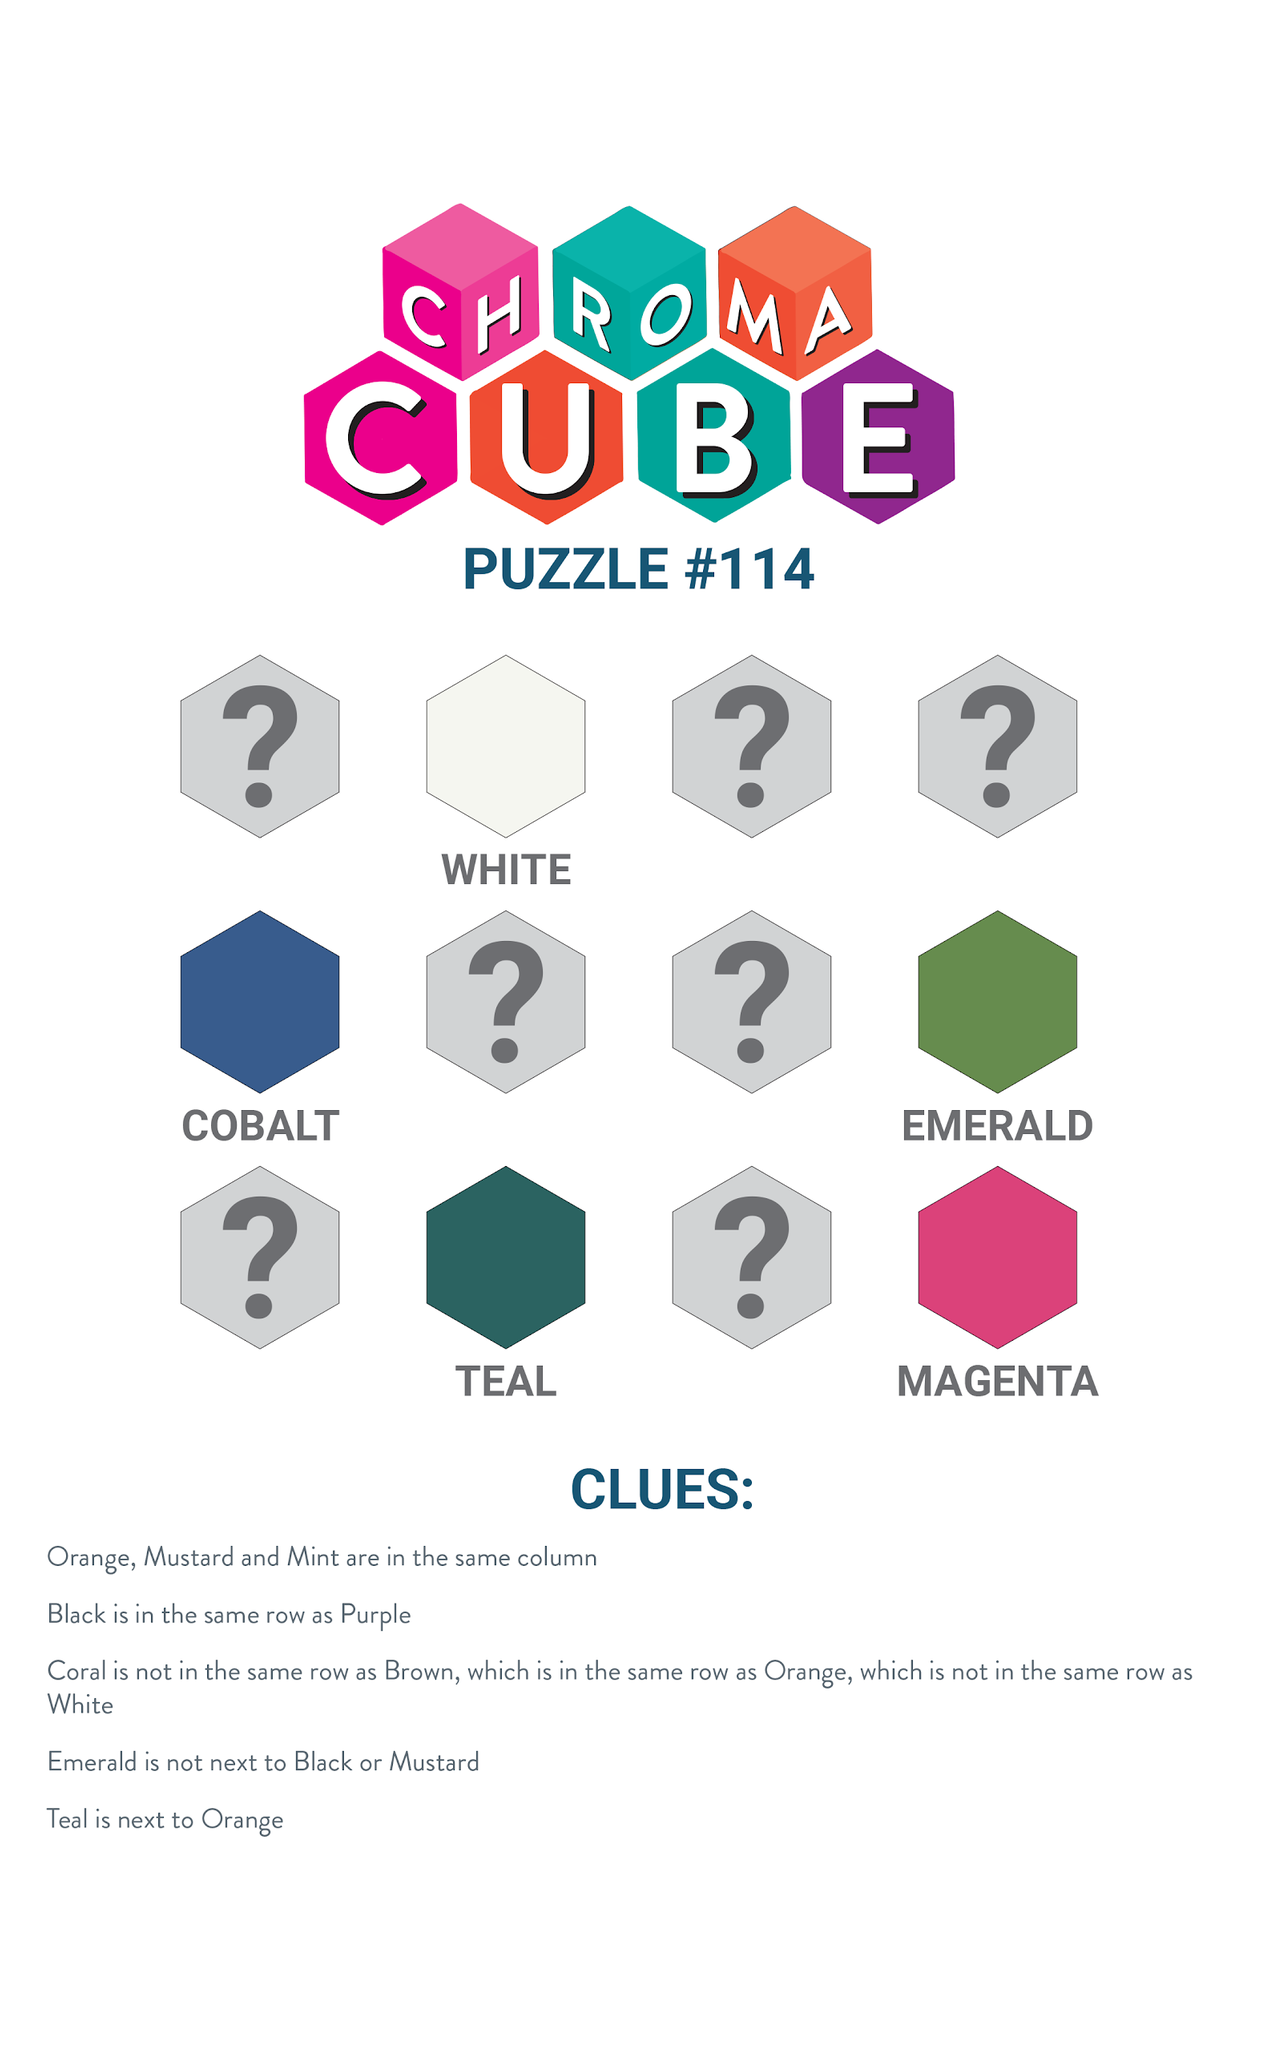 CHROMA
CUBE
PUZZLE #114
? ? ?
WHITE
? ?
COBALT EMERALD
? ?
TEAL MAGENTA
CLUES:
Orange, Mustard and Mint are in the same column
Black is in the same row as Purple
Coral is not in the same row as Brown, which is in the same row as Orange, which is not in the same row as
White
Emerald is not next to Black or Mustard
Teal is next to Orange